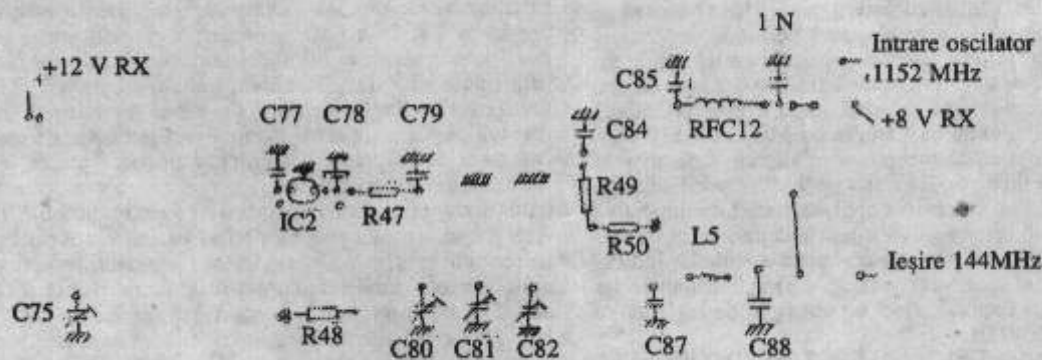 1 N
+12 V RX
C85
Intrare oscilator
1152 MHz
C77
C78
C79
C84
RFC12
+8 V RX
IC2
R47
R49
R50
L5
Ieșire 144MHz
C75
R48
C80
C81
C82
C87
C88